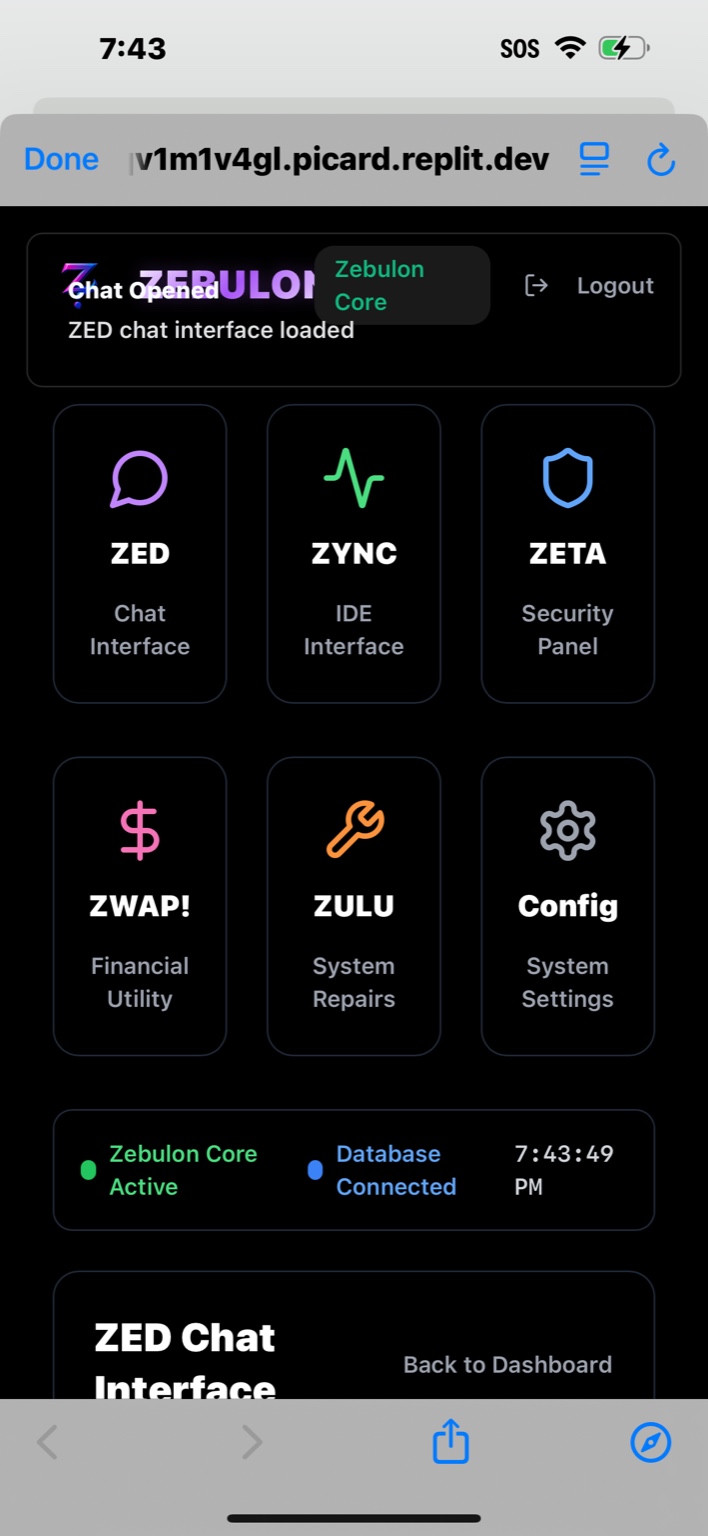 7:43
SOS
Done
v1m1v4gl.picard.replit.dev
ZEBULON
Zebulon
Core
Logout
Chat Opened
ZED chat interface loaded
ZED
Chat
Interface
ZYNC
IDE
Interface
ZETA
Security
Panel
ZWAP!
Financial
Utility
ZULU
System
Repairs
Config
System
Settings
Zebulon Core
Active
Database
Connected
7:43:49
PM
ZED Chat
Interface
Back to Dashboard